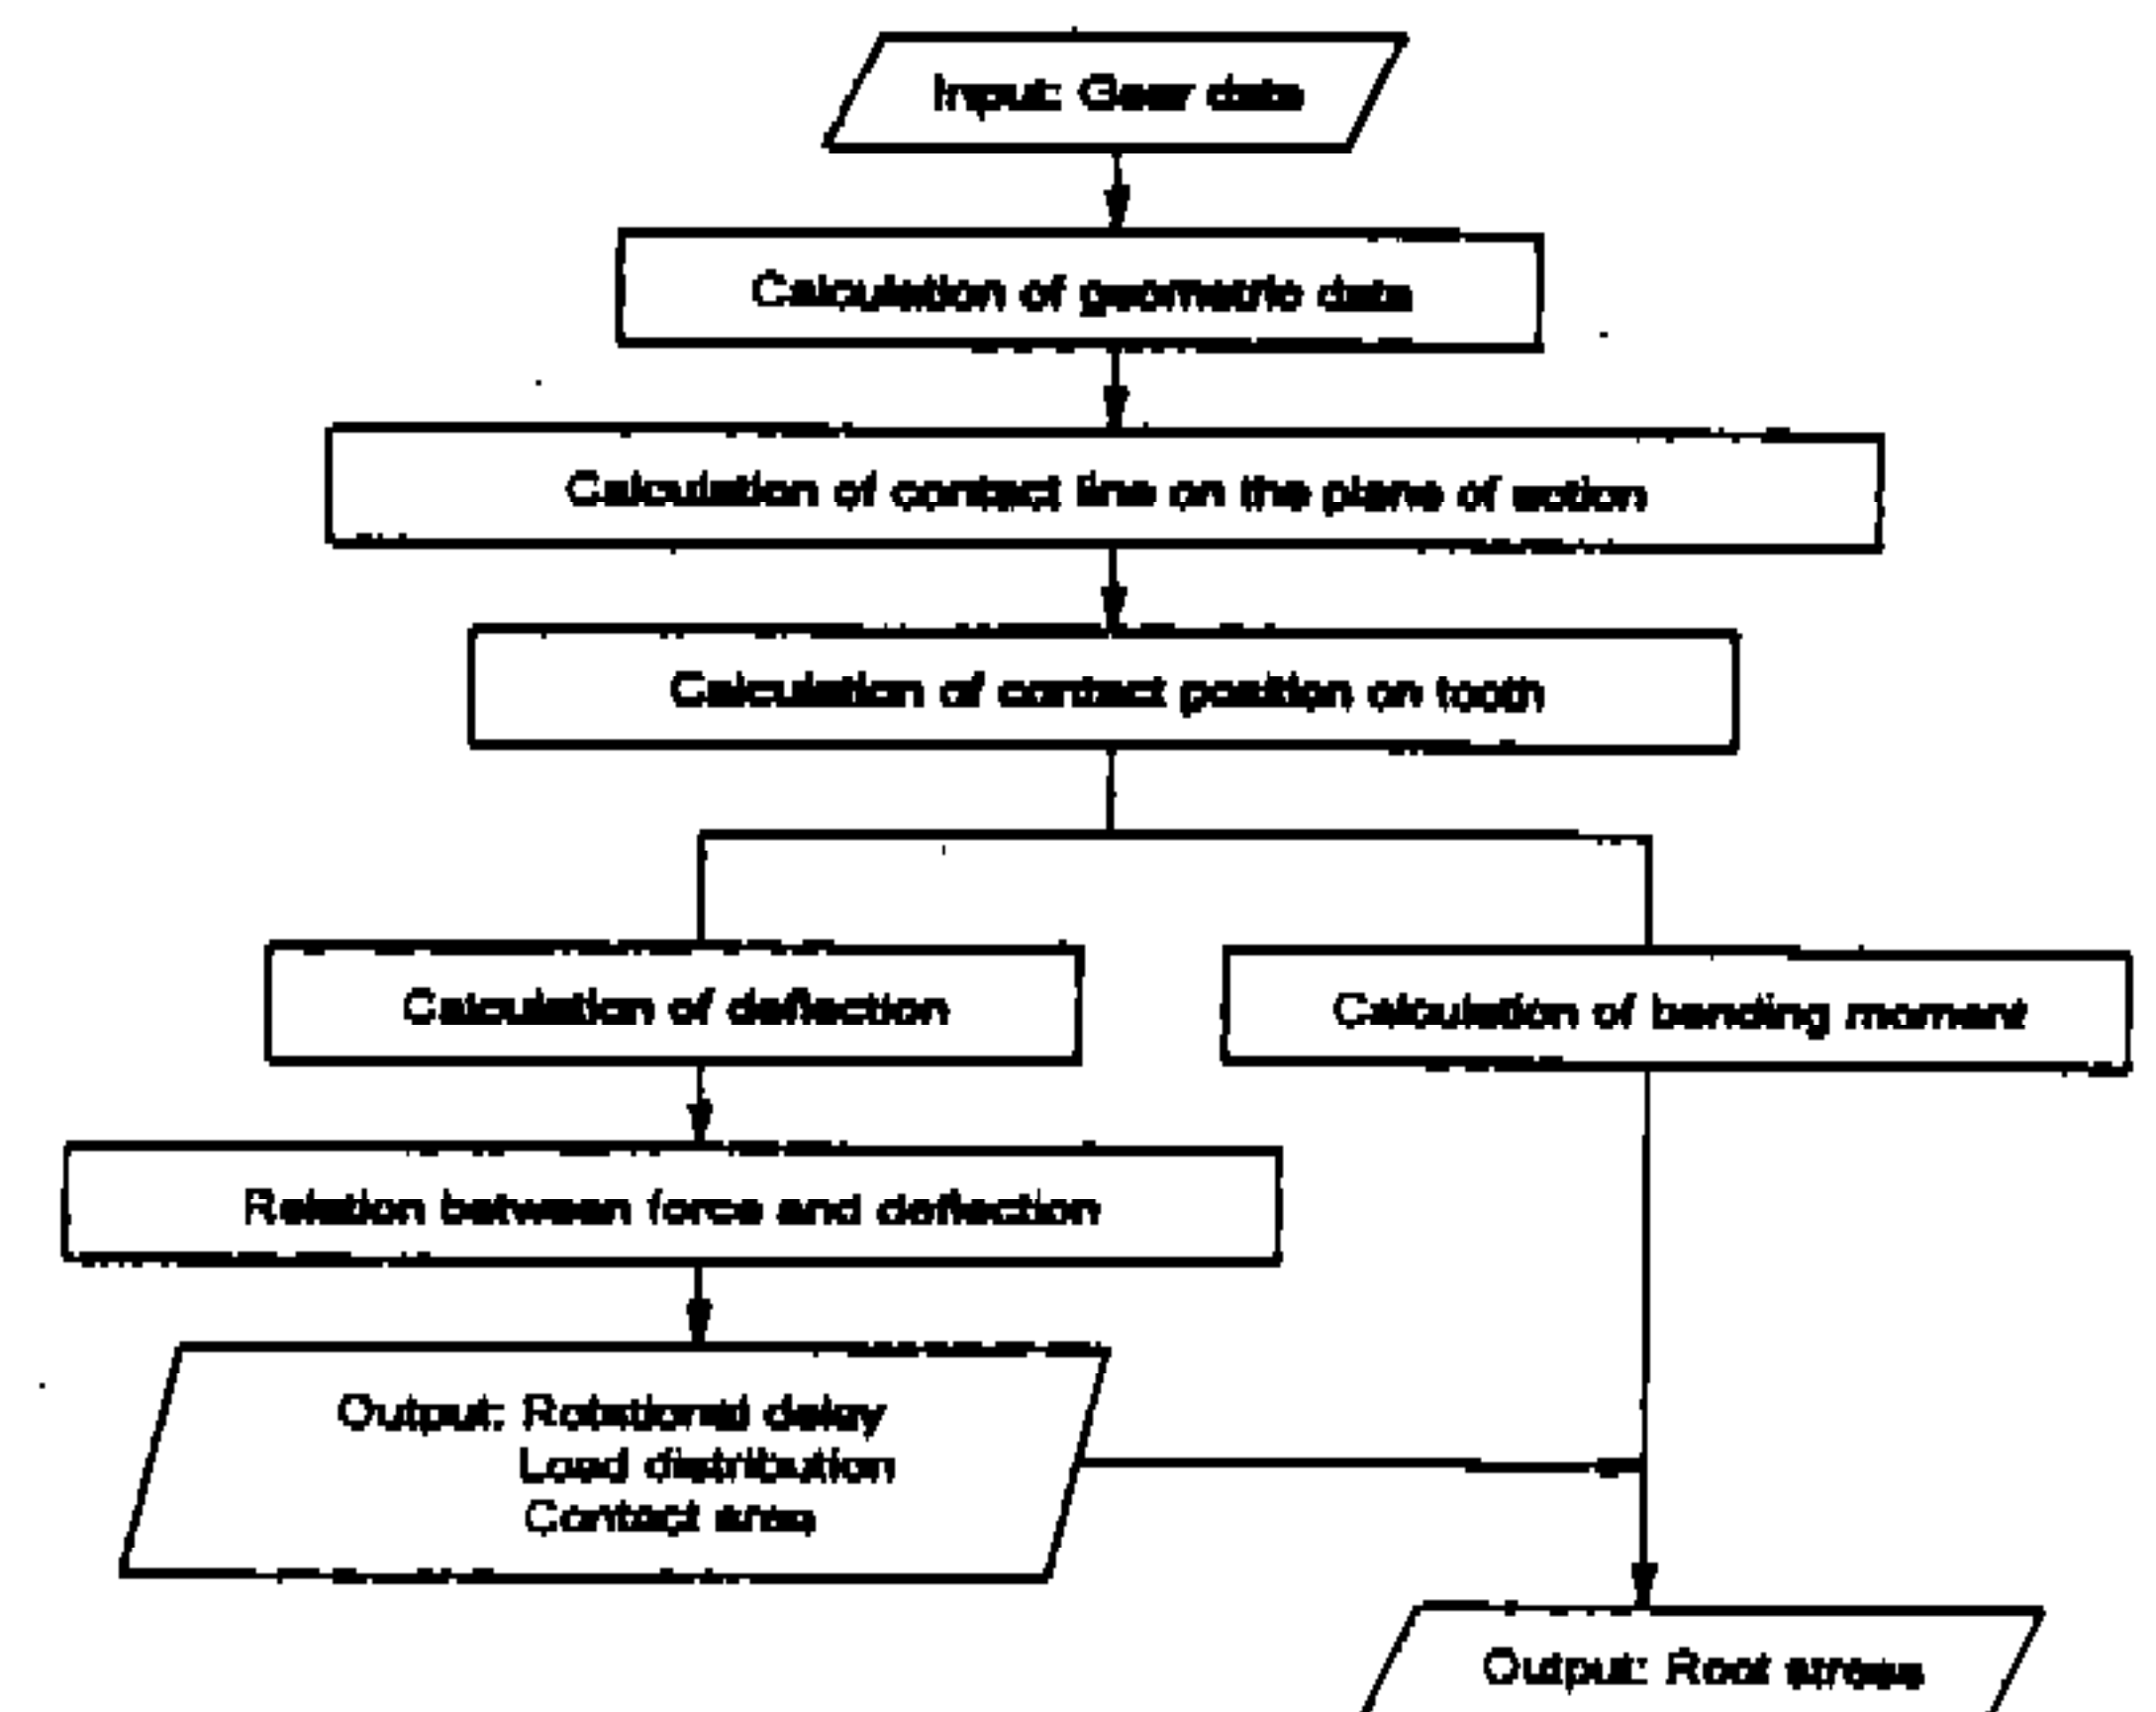 Input: Gear data
Calculation of geometric data
Calculation of contact line on the plane of action
Calculation of contact position on tooth
Calculation of deflection
Calculation of bending moment
Relation between force and deflection
Output: Rotational delay
Load distribution
Contact area
Output: Root stress